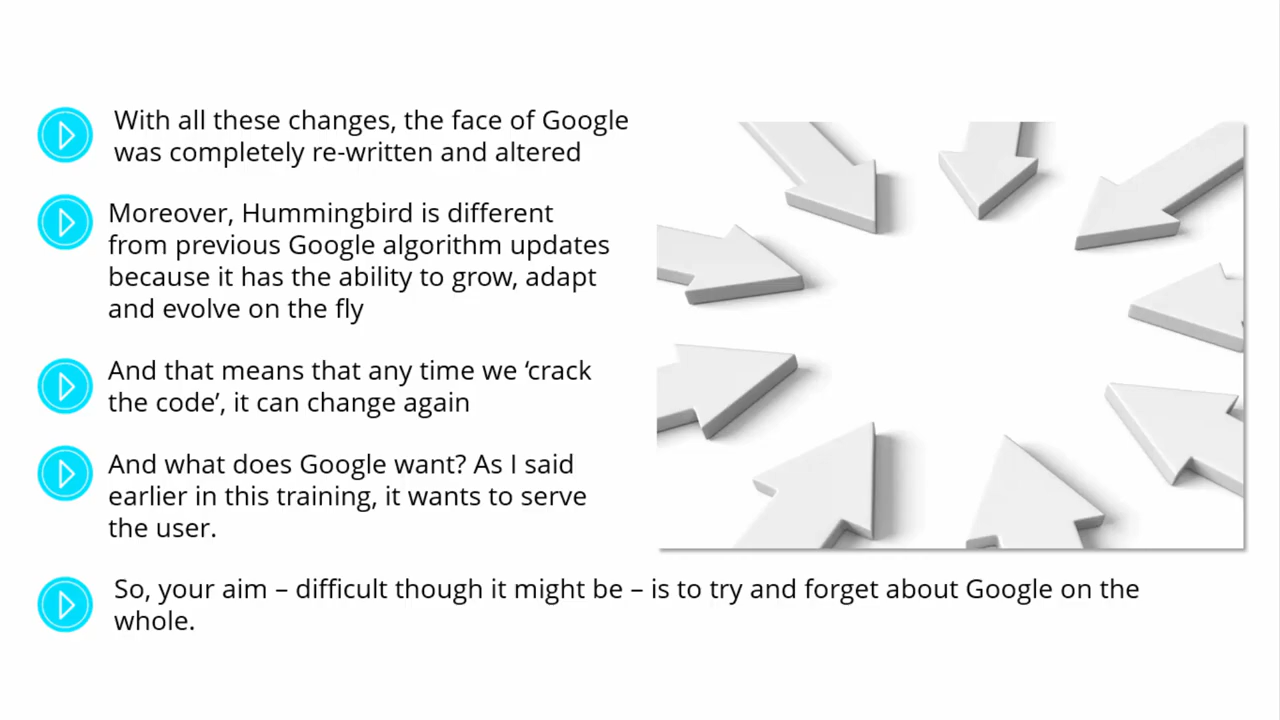 With all these changes, the face of Google
was completely re-written and altered
Moreover, Hummingbird is different
from previous Google algorithm updates
because it has the ability to grow, adapt
and evolve on the fly
And that means that any time we ‘crack
the code’, it can change again
And what does Google want? As I said
earlier in this training, it wants to serve
the user.
So, your aim – difficult though it might be – is to try and forget about Google on the
whole.